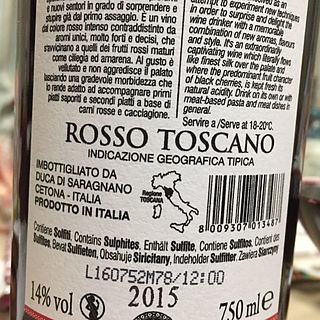 attempt to experiment new techniques
e nuovi sentori in grado di sorprendere e
stupire già dal primo assaggio. E un vino
dal colore rosso intenso contraddistinto da
aromi unici, molto forti e decisi, che
si avvicinano a quelli dei frutti rossi maturi
come ciliegia ed amarena. Al gusto è
vellutato e non aggredisce il palato
lasciando una gradevole morbidezza che
lo rende adatto ad accompagnare primi
piatti saporiti e secondi piatti a base di
carni rosse e cacciagione.
in order to surprise and delight the
wine drinker with a memorable
combination of new aromas, flavours
and style. It's an extraordinarily
captivating wine which literally flows
like finest silk over the palate and
where the predominant fruit character
of black cherries, is kept fresh by
natural acidity. Drink on its own or with
meat-based pasta and meat dishes in
general.
Servire a /Serve at 18-20°C.
ROSSO TOSCANO
INDICAZIONE GEOGRAFICA TIPICA
IMBOTTIGLIATO DA
DUCA DI SARAGNANO
CETONA - ITALIA
PRODOTTO IN ITALIA
Regione
TOSCANA
8 009307 013487
Contiene Solfiti, Contains Sulphites, Enthält Sulfite, Contient des
Sulfites, Bevat Sulfieten, Obsahuje Siricitany, Indeholder Sulfitter, Zawiera Siarczyny
L160752M78/12:00
14% vol
2015
750 ml e